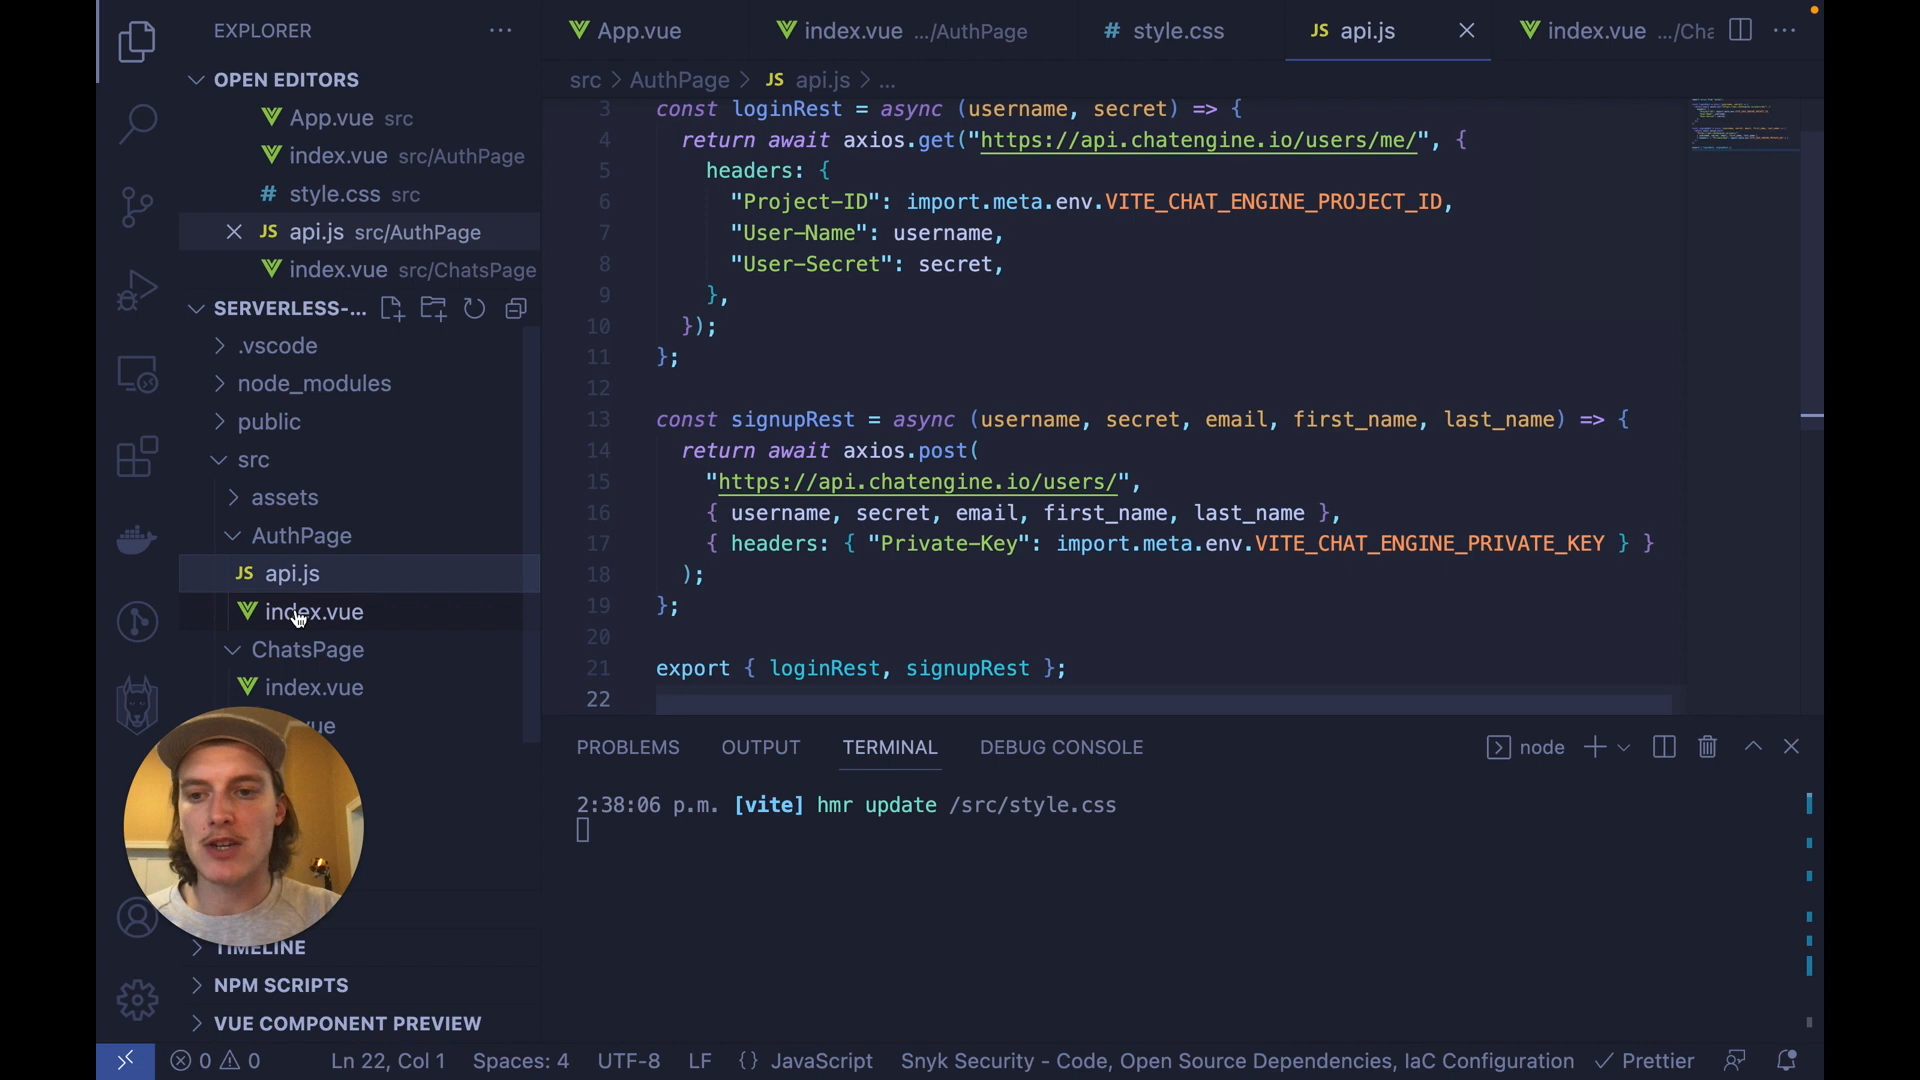 EXPLORER
OPEN EDITORS
App.vue src
index.vue src/AuthPage
# style.css src
JS api.js src/AuthPage
index.vue src/ChatsPage
SERVERLESS-...
.vscode
node_modules
public
src
assets
AuthPage
JS api.js
index.vue
ChatsPage
index.vue
vue
TIMELINE
NPM SCRIPTS
VUE COMPONENT PREVIEW
App.vue
index.vue .../AuthPage
# style.css
JS api.js
index.vue .../Cha
src > AuthPage > JS api.js > ...
3 const loginRest = async (username, secret) => {
4 return await axios.get("https://api.chatengine.io/users/me/", {
5 headers: {
6 "Project-ID": import.meta.env.VITE_CHAT_ENGINE_PROJECT_ID,
7 "User-Name": username,
8 "User-Secret": secret,
9 },
10 });
11 };
12
13 const signupRest = async (username, secret, email, first_name, last_name) => {
14 return await axios.post(
15 "https://api.chatengine.io/users/",
16 { username, secret, email, first_name, last_name },
17 { headers: { "Private-Key": import.meta.env.VITE_CHAT_ENGINE_PRIVATE_KEY } }
18 );
19 };
20
21 export { loginRest, signupRest };
22
PROBLEMS OUTPUT TERMINAL DEBUG CONSOLE
node
2:38:06 p.m. [vite] hmr update /src/style.css
0 0
Ln 22, Col 1
Spaces: 4
UTF-8
LF
{} JavaScript
Snyk Security - Code, Open Source Dependencies, IaC Configuration
Prettier